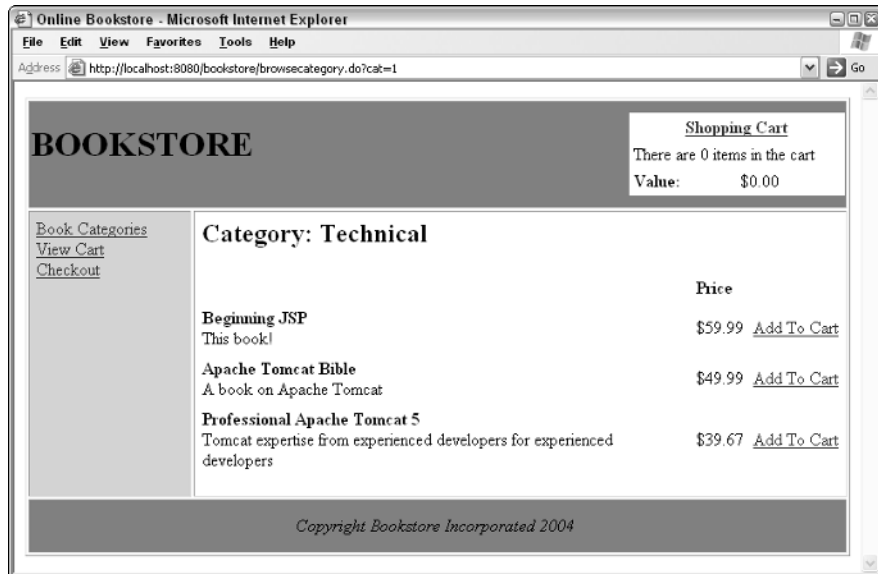 Online Bookstore - Microsoft Internet Explorer
File Edit View Favorites Tools Help
Address http://localhost:8080/bookstore/browsecategory.do?cat=1 Go
BOOKSTORE
Shopping Cart
There are 0 items in the cart
Value: $0.00
Book Categories
View Cart
Checkout
Category: Technical
Price
Beginning JSP
This book!
$59.99 Add To Cart
Apache Tomcat Bible
A book on Apache Tomcat
$49.99 Add To Cart
Professional Apache Tomcat 5
Tomcat expertise from experienced developers for experienced
developers
$39.67 Add To Cart
Copyright Bookstore Incorporated 2004